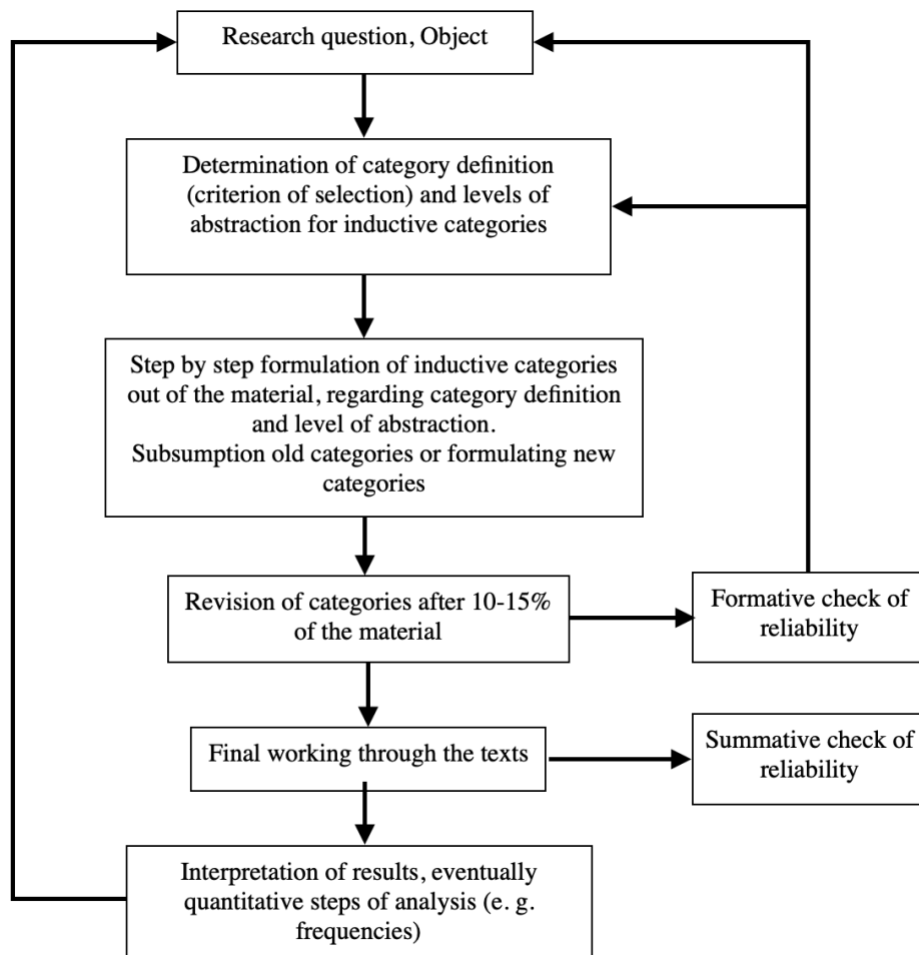 Research question, Object
Determination of category definition
(criterion of selection) and levels of
abstraction for inductive categories
Step by step formulation of inductive categories
out of the material, regarding category definition
and level of abstraction.
Subsumption old categories or formulating new
categories
Revision of categories after 10-15%
of the material
Formative check of
reliability
Final working through the texts
Summative check of
reliability
Interpretation of results, eventually
quantitative steps of analysis (e. g.
frequencies)